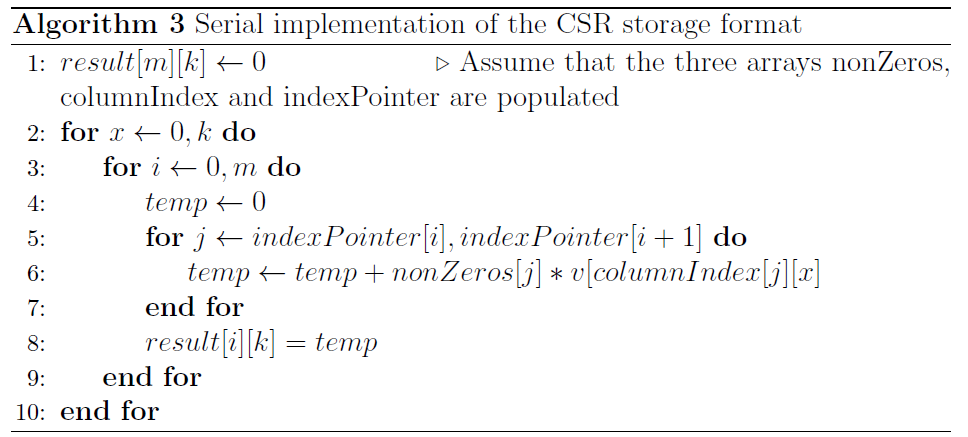 Algorithm 3 Serial implementation of the CSR storage format
1: result[m][k] ← 0 ▷ Assume that the three arrays nonZeros,
columnIndex and indexPointer are populated
2: for x ← 0, k do
3: for i ← 0, m do
4: temp ← 0
5: for j ← indexPointer[i], indexPointer[i + 1] do
6: temp ← temp + nonZeros[j] ∗ v[columnIndex[j][x]
7: end for
8: result[i][k] = temp
9: end for
10: end for